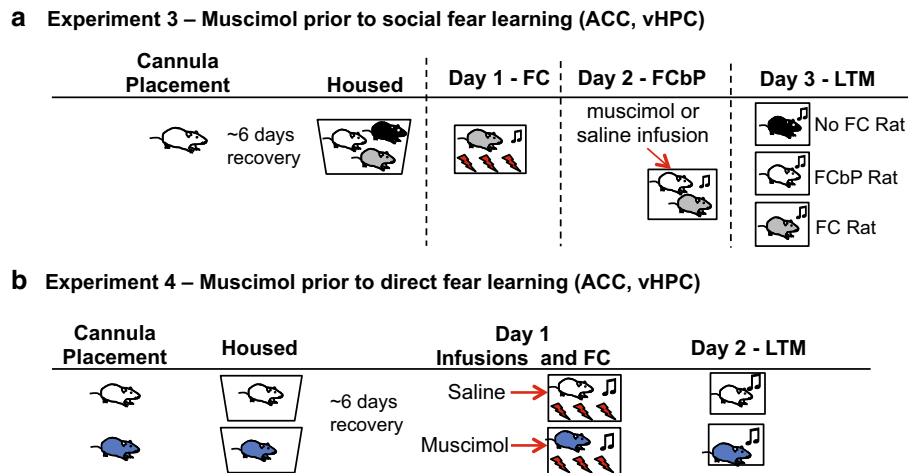 a Experiment 3 – Muscimol prior to social fear learning (ACC, vHPC)
Cannula Placement
Housed
Day 1 - FC
Day 2 - FCbP
Day 3 - LTM
~6 days
recovery
muscimol or
saline infusion
No FC Rat
FCbP Rat
FC Rat
b Experiment 4 – Muscimol prior to direct fear learning (ACC, vHPC)
Cannula
Placement
Housed
Day 1
Infusions and FC
Day 2 - LTM
~6 days
recovery
Saline
Muscimol